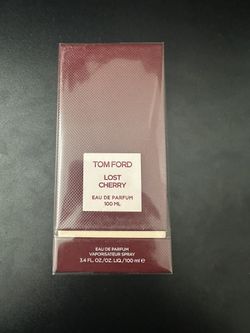 TOM FORD
LOST
CHERRY
EAU DE PARFUM
100 ML
EAU DE PARFUM
VAPORISATEUR SPRAY
3.4 FL. OZ./OZ. LIQ./100 ml e